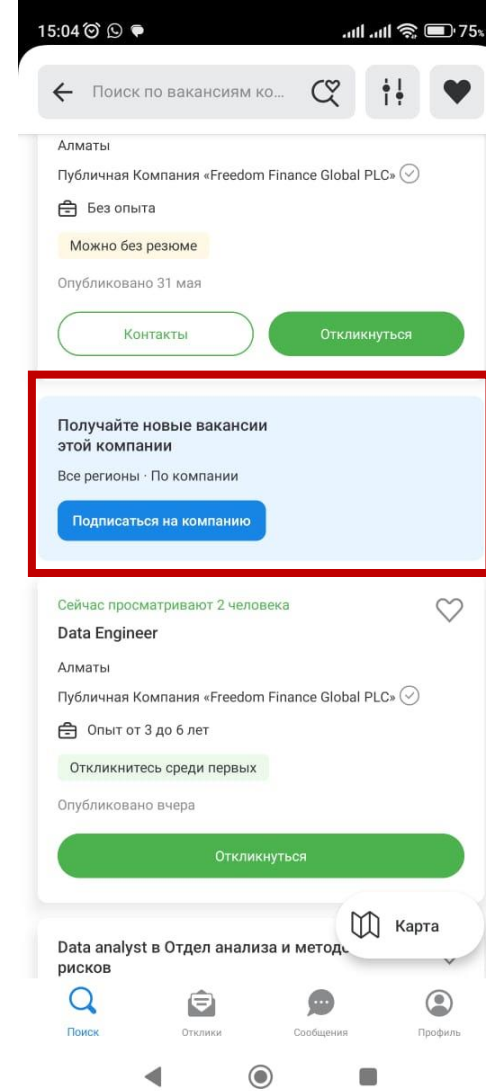 15:04 75%
Поиск по вакансиям ко...
Алматы
Публичная Компания «Freedom Finance Global PLC»
Без опыта
Можно без резюме
Опубликовано 31 мая
Контакты Откликнуться
Получайте новые вакансии
этой компании
Все регионы · По компании
Подписаться на компанию
Сейчас просматривают 2 человека
Data Engineer
Алматы
Публичная Компания «Freedom Finance Global PLC»
Опыт от 3 до 6 лет
Откликнитесь среди первых
Опубликовано вчера
Откликнуться
Карта
Data analyst в Отдел анализа и
рисков
Поиск Отклики Сообщения Профиль